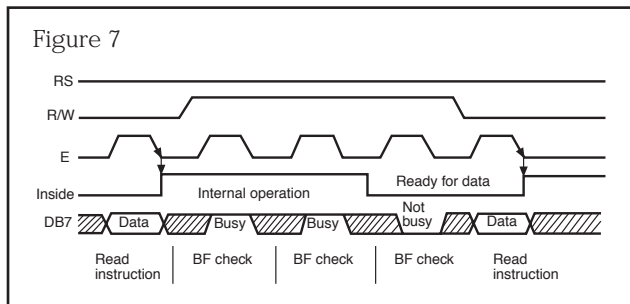 Figure 7
RS
R/W
E
Inside
Internal operation
Ready for data
DB7
Data
Busy
Busy
Not
busy
Data
Read
instruction
BF check
BF check
BF check
Read
instruction